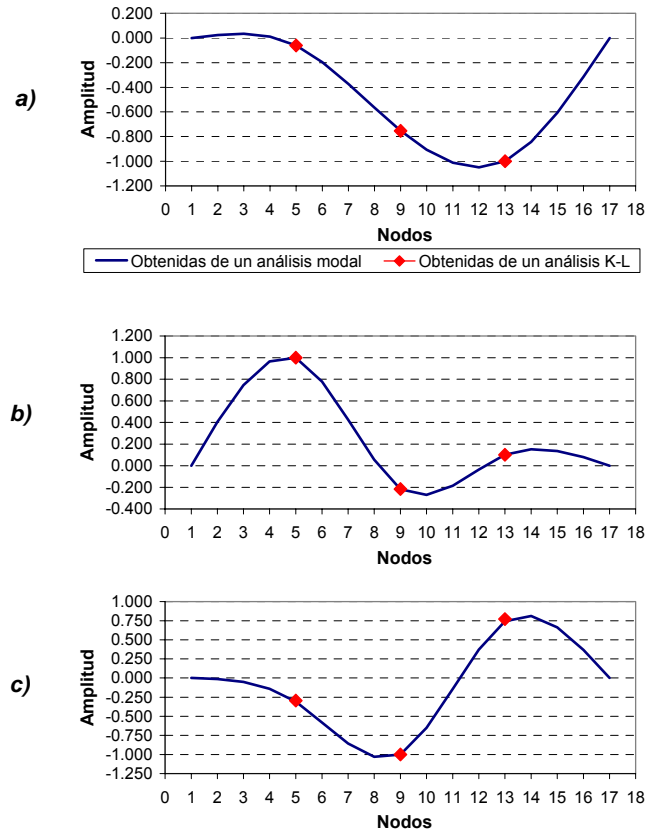 a)
Amplitud
0.000
-0.200
-0.400
-0.600
-0.800
-1.000
-1.200
0 1 2 3 4 5 6 7 8 9 10 11 12 13 14 15 16 17 18
Nodos
Obtenidas de un análisis modal Obtenidas de un análisis K-L
b)
Amplitud
1.200
1.000
0.800
0.600
0.400
0.200
0.000
-0.200
-0.400
0 1 2 3 4 5 6 7 8 9 10 11 12 13 14 15 16 17 18
Nodos
c)
Amplitud
1.000
0.750
0.500
0.250
0.000
-0.250
-0.500
-0.750
-1.000
-1.250
0 1 2 3 4 5 6 7 8 9 10 11 12 13 14 15 16 17 18
Nodos